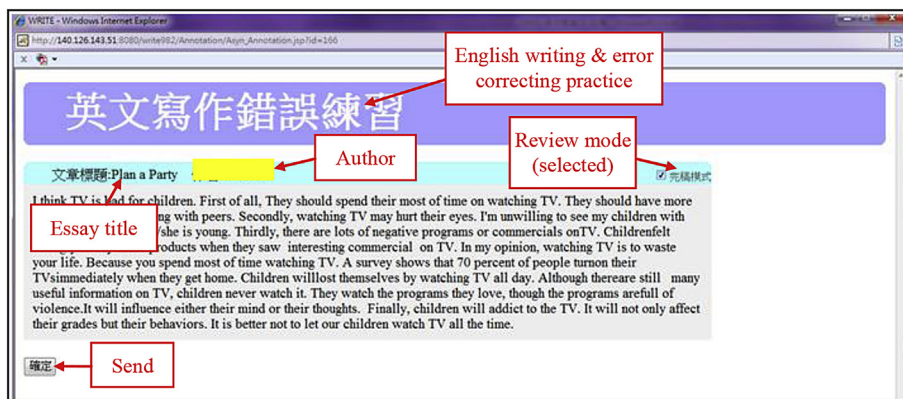 WRITE - Windows Internet Explorer
http://140.126.143.51:8080/write982/Annotation/Asyn_Annotation.jsp?id=166
English writing & error
correcting practice
英文寫作錯誤練習
Author
Review mode
(selected)
文章標題:Plan a Party
完稿模式
I think TV is bad for children. First of all, They should spend their most of time on watching TV. They should have more
ng with peers. Secondly, watching TV may hurt their eyes. I'm unwilling to see my children with
/she is young. Thirdly, there are lots of negative programs or commercials onTV. Childrenfelt
Essay title
products when they saw interesting commercial on TV. In my opinion, watching TV is to waste
your life. Because you spend most of time watching TV. A survey shows that 70 percent of people turnon their
TVsimmediately when they get home. Children willlost themselves by watching TV all day. Although thereare still many
useful information on TV, children never watch it. They watch the programs they love, though the programs arefull of
violence.It will influence either their mind or their thoughts. Finally, children will addict to the TV. It will not only affect
their grades but their behaviors. It is better not to let our children watch TV all the time.
確定
Send